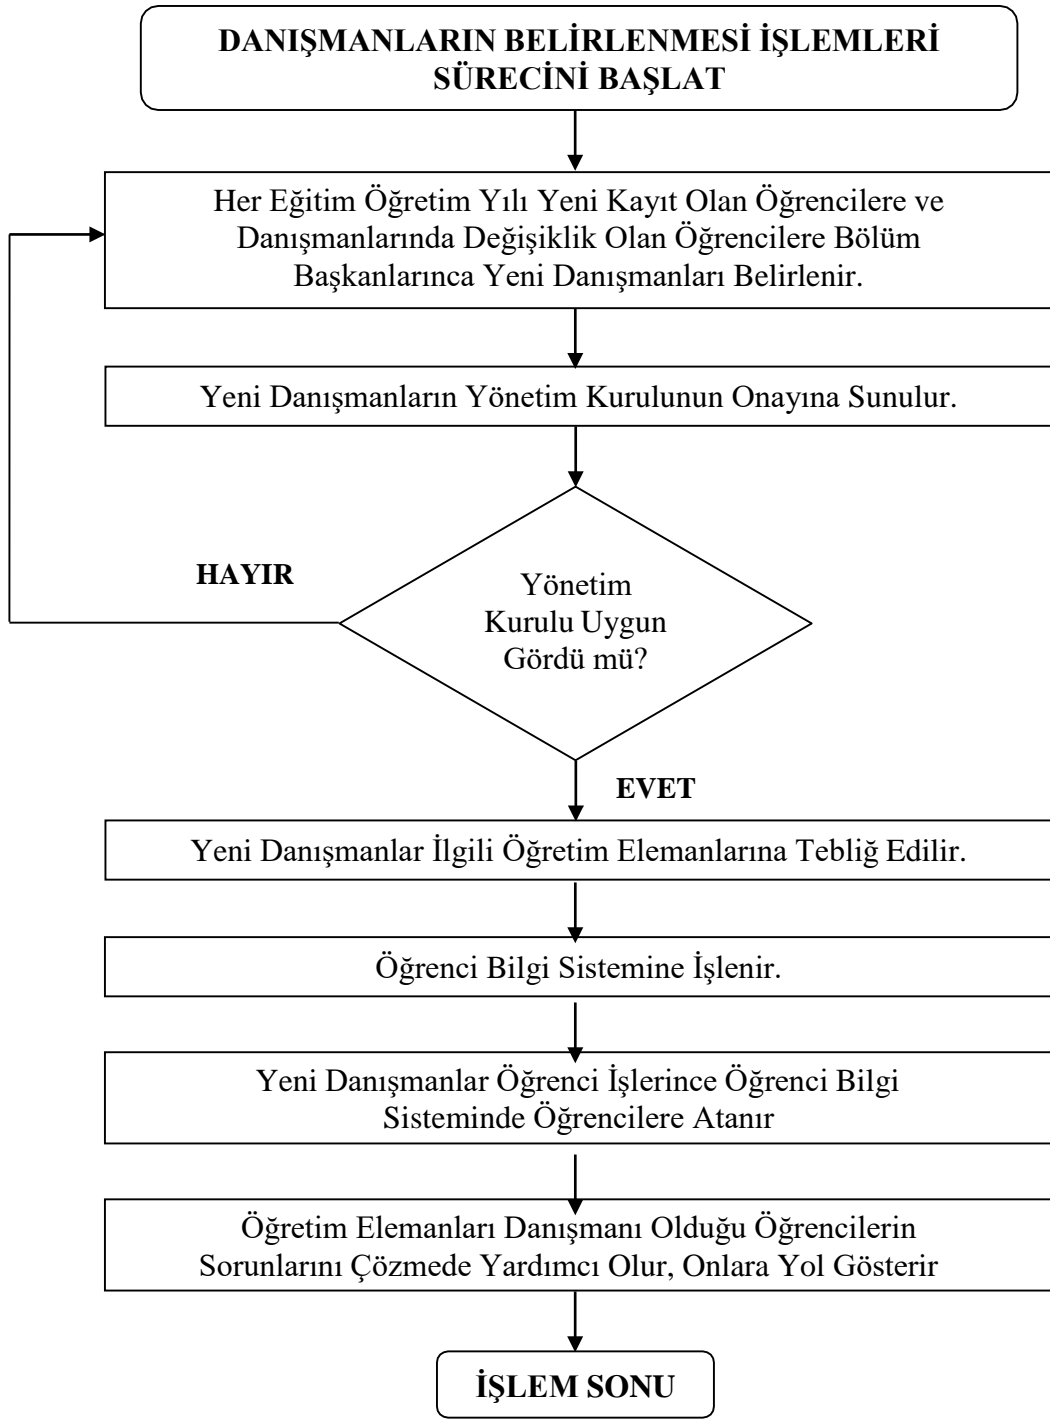 DANIŞMANLARIN BELİRLENMESİ İŞLEMLERİ
SÜRECİNİ BAŞLAT
Her Eğitim Öğretim Yılı Yeni Kayıt Olan Öğrencilere ve
Danışmanlarında Değişiklik Olan Öğrencilere Bölüm
Başkanlarınca Yeni Danışmanları Belirlenir.
Yeni Danışmanların Yönetim Kurulunun Onayına Sunulur.
HAYIR
Yönetim
Kurulu Uygun
Gördü mü?
EVET
Yeni Danışmanlar İlgili Öğretim Elemanlarına Tebliğ Edilir.
Öğrenci Bilgi Sistemine İşlenir.
Yeni Danışmanlar Öğrenci İşlerince Öğrenci Bilgi
Sisteminde Öğrencilere Atanır
Öğretim Elemanları Danışmanı Olduğu Öğrencilerin
Sorunlarını Çözmede Yardımcı Olur, Onlara Yol Gösterir
İŞLEM SONU